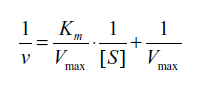 1/v = K_m/V_max · 1/[S] + 1/V_max